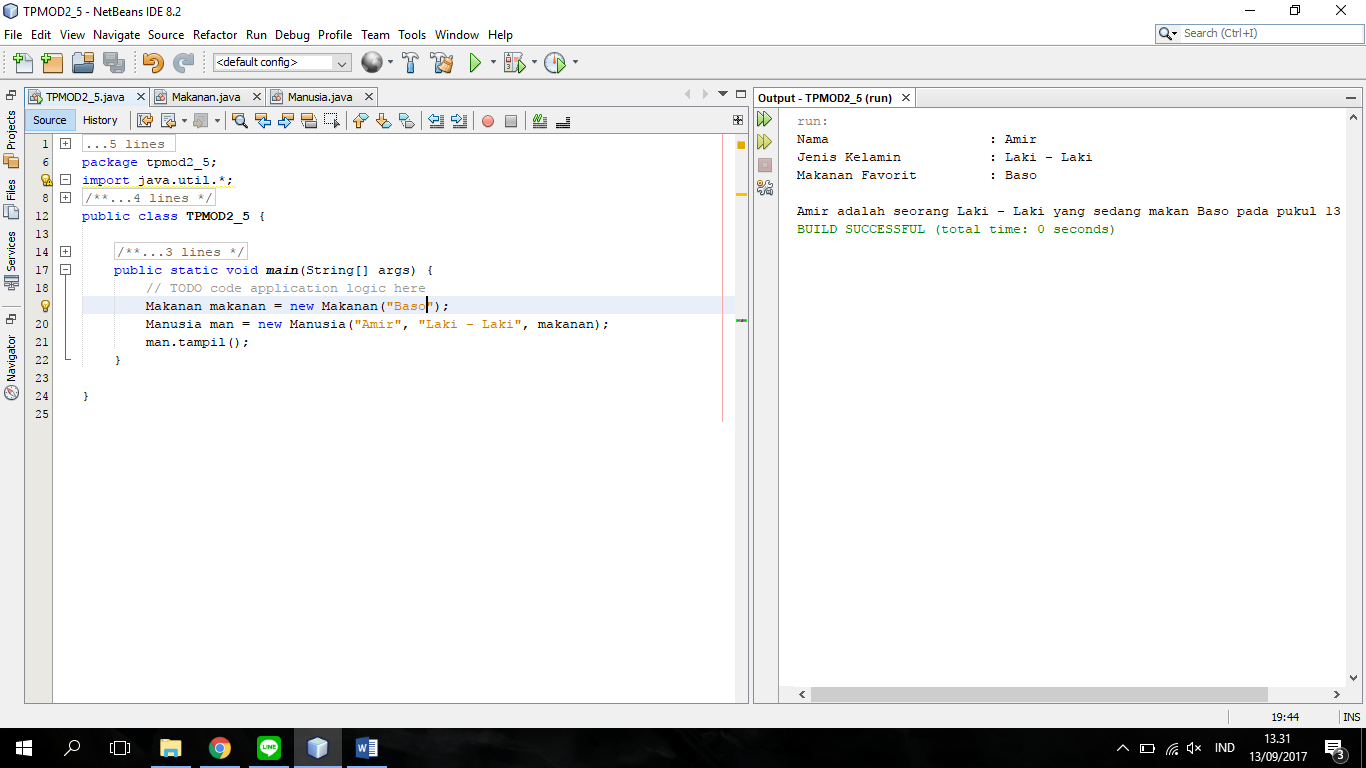 TPMOD2_5 - NetBeans IDE 8.2
File Edit View Navigate Source Refactor Run Debug Profile Team Tools Window Help
Search (Ctrl+I)
<default config>
Projects
Files
Services
Navigator
TPMOD2_5.java Makanan.java Manusia.java
Source History
1 ...5 lines
6 package tpmod2_5;
import java.util.*;
8 /**...4 lines */
12 public class TPMOD2_5 {
13
14 /**...3 lines */
17 public static void main(String[] args) {
18 // TODO code application logic here
Makanan makanan = new Makanan("Baso");
20 Manusia man = new Manusia("Amir", "Laki - Laki", makanan);
21 man.tampil();
22 }
23
24 }
25
Output - TPMOD2_5 (run)
run:
Nama : Amir
Jenis Kelamin : Laki - Laki
Makanan Favorit : Baso
Amir adalah seorang Laki - Laki yang sedang makan Baso pada pukul 13
BUILD SUCCESSFUL (total time: 0 seconds)
19:44 INS
LINE
IND
13.31
13/09/2017
3